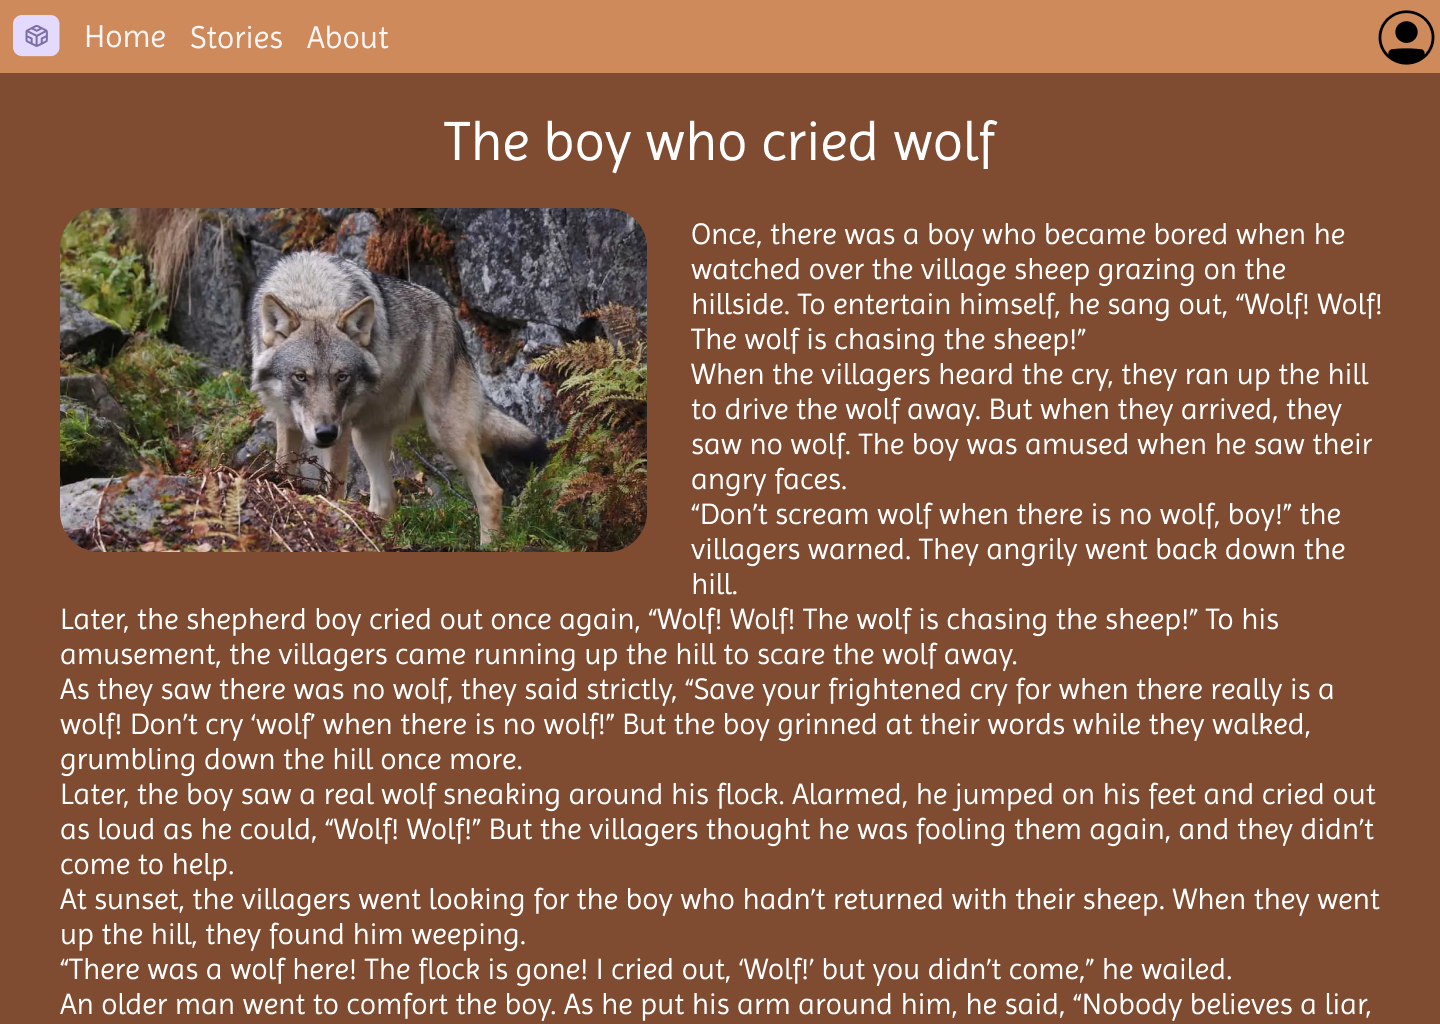 Home Stories About
The boy who cried wolf
Once, there was a boy who became bored when he
watched over the village sheep grazing on the
hillside. To entertain himself, he sang out, “Wolf! Wolf!
The wolf is chasing the sheep!”
When the villagers heard the cry, they ran up the hill
to drive the wolf away. But when they arrived, they
saw no wolf. The boy was amused when he saw their
angry faces.
“Don’t scream wolf when there is no wolf, boy!” the
villagers warned. They angrily went back down the
hill.
Later, the shepherd boy cried out once again, “Wolf! Wolf! The wolf is chasing the sheep!” To his
amusement, the villagers came running up the hill to scare the wolf away.
As they saw there was no wolf, they said strictly, “Save your frightened cry for when there really is a
wolf! Don’t cry ‘wolf’ when there is no wolf!” But the boy grinned at their words while they walked,
grumbling down the hill once more.
Later, the boy saw a real wolf sneaking around his flock. Alarmed, he jumped on his feet and cried out
as loud as he could, “Wolf! Wolf!” But the villagers thought he was fooling them again, and they didn’t
come to help.
At sunset, the villagers went looking for the boy who hadn’t returned with their sheep. When they went
up the hill, they found him weeping.
“There was a wolf here! The flock is gone! I cried out, ‘Wolf!’ but you didn’t come,” he wailed.
An older man went to comfort the boy. As he put his arm around him, he said, “Nobody believes a liar,